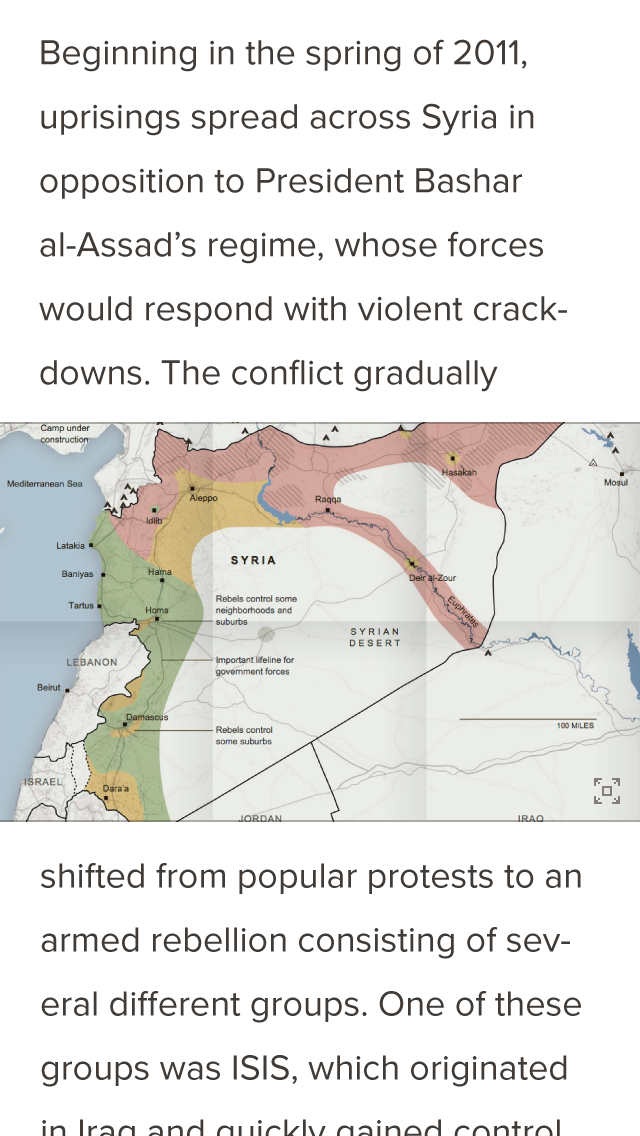 Beginning in the spring of 2011,
uprisings spread across Syria in
opposition to President Bashar
al-Assad’s regime, whose forces
would respond with violent crack-
downs. The conflict gradually
Camp under
construction
Mediterranean Sea
Hasakah
Mosul
Aleppo
Raqqa
Idlib
Latakia
SYRIA
Baniyas
Hama
Deir al-Zour
Tartus
Homs
Rebels control some
neighborhoods and
suburbs
Euphrates
SYRIAN
DESERT
LEBANON
Important lifeline for
government forces
Beirut
Damascus
100 MILES
Rebels control
some suburbs
ISRAEL
Dara'a
JORDAN
IRAQ
shifted from popular protests to an
armed rebellion consisting of sev-
eral different groups. One of these
groups was ISIS, which originated
in Iraq and quickly gained control